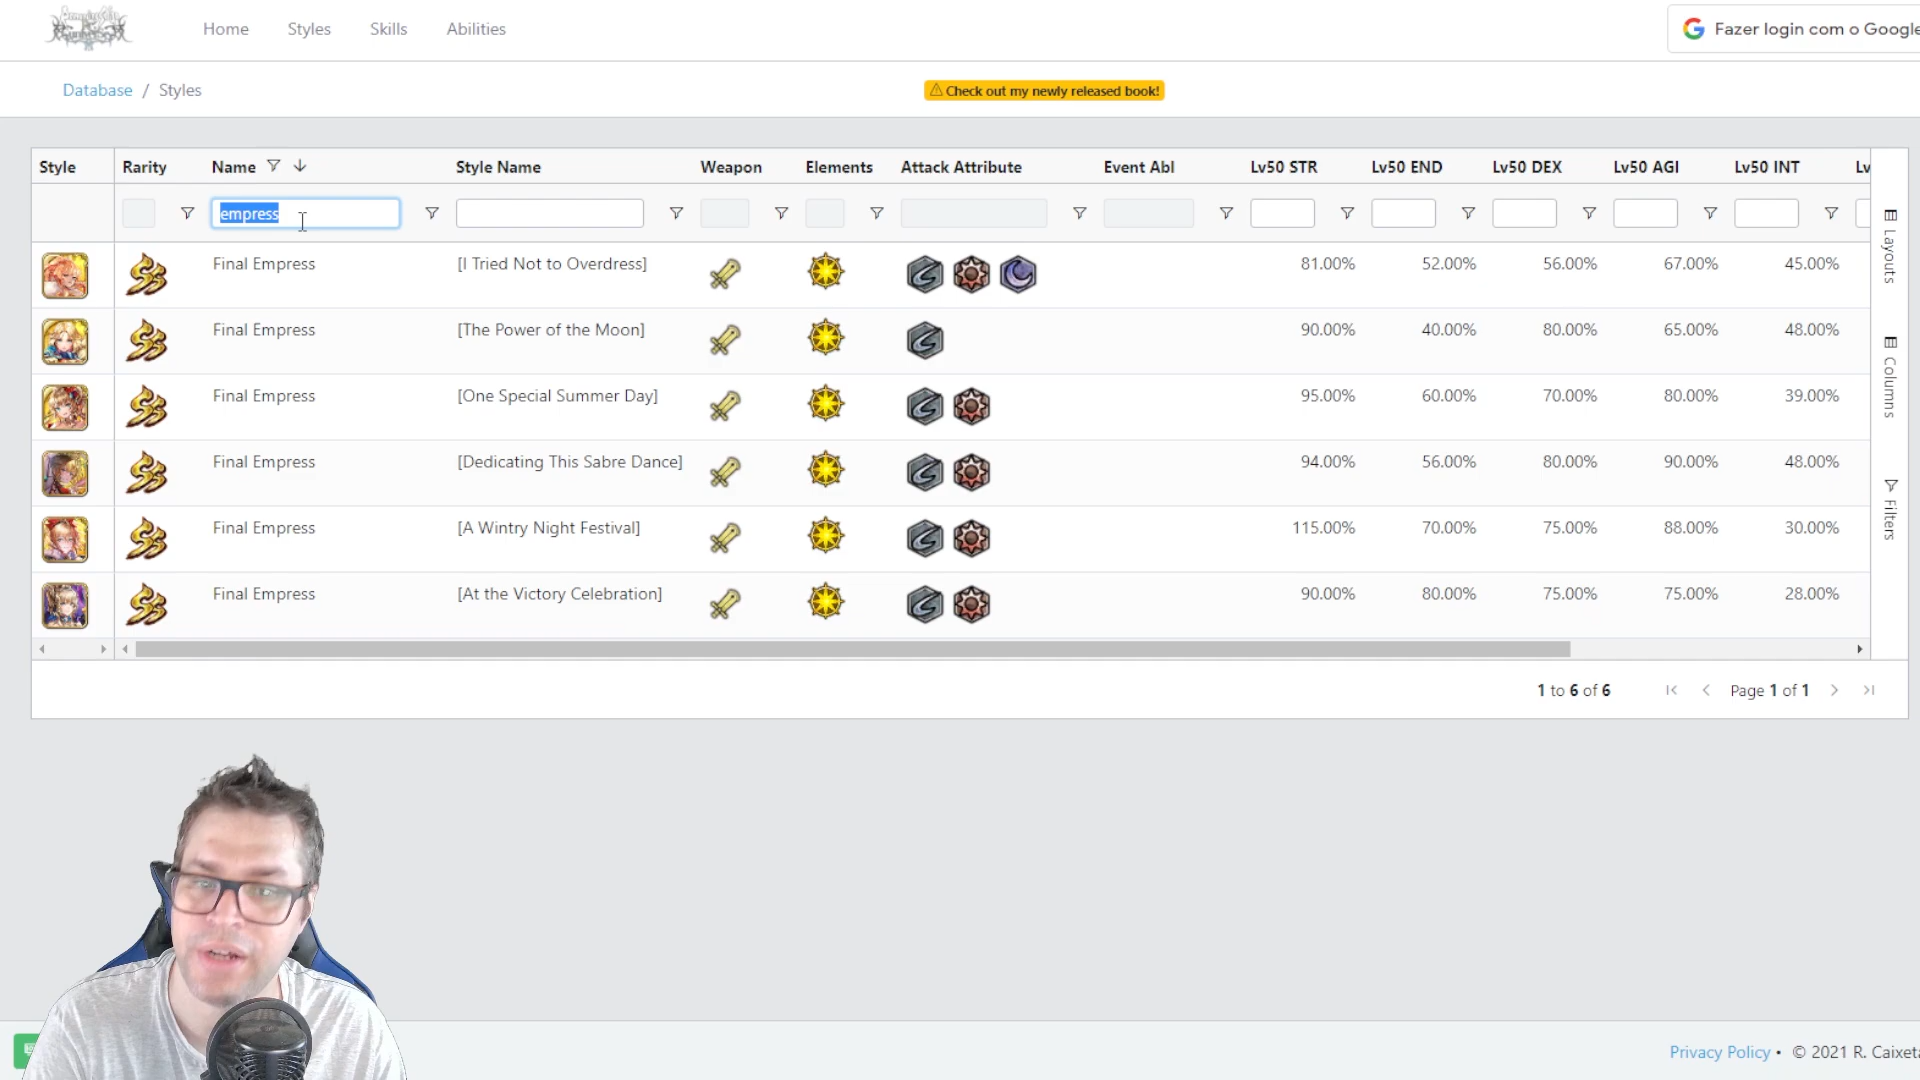 Home Styles Skills Abilities
Fazer login com o Google
Database / Styles
Check out my newly released book!
Style Rarity Name Style Name Weapon Elements Attack Attribute Event Abl Lv50 STR Lv50 END Lv50 DEX Lv50 AGI Lv50 INT Lv
empress
Final Empress [I Tried Not to Overdress] 81.00% 52.00% 56.00% 67.00% 45.00%
Final Empress [The Power of the Moon] 90.00% 40.00% 80.00% 65.00% 48.00%
Final Empress [One Special Summer Day] 95.00% 60.00% 70.00% 80.00% 39.00%
Final Empress [Dedicating This Sabre Dance] 94.00% 56.00% 80.00% 90.00% 48.00%
Final Empress [A Wintry Night Festival] 115.00% 70.00% 75.00% 88.00% 30.00%
Final Empress [At the Victory Celebration] 90.00% 80.00% 75.00% 75.00% 28.00%
Layouts
Columns
Filters
1 to 6 of 6 Page 1 of 1
Privacy Policy • © 2021 R. Caixeta